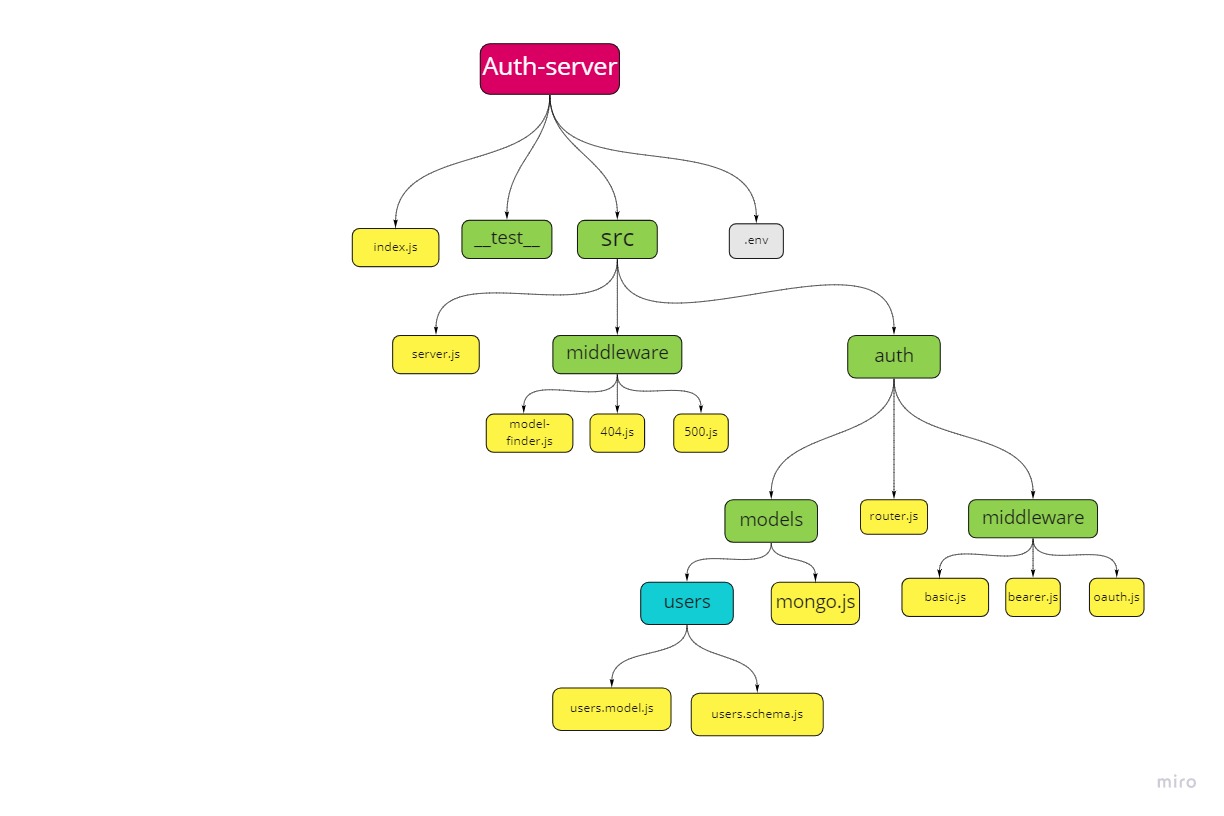 Auth-server
index.js
__test__
src
.env
server.js
middleware
auth
model-
finder.js
404.js
500.js
models
router.js
middleware
users
mongo.js
basic.js
bearer.js
oauth.js
users.model.js
users.schema.js
miro